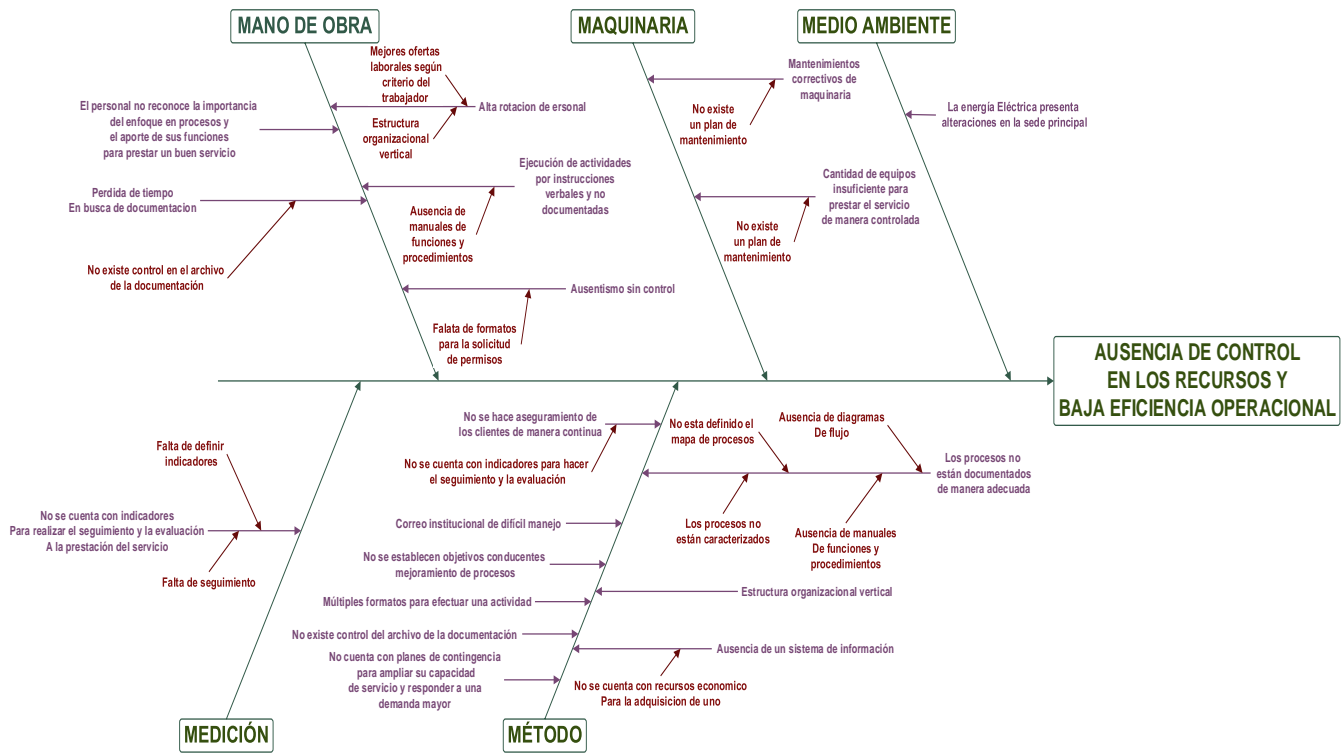 MANO DE OBRA
MAQUINARIA
MEDIO AMBIENTE
Mejores ofertas
laborales según
criterio del
trabajador
Alta rotacion de ersonal
Estructura
organizacional
vertical
El personal no reconoce la importancia
del enfoque en procesos y
el aporte de sus funciones
para prestar un buen servicio
Ejecución de actividades
por instrucciones
verbales y no
documentadas
Ausencia de
manuales de
funciones y
procedimientos
Perdida de tiempo
En busca de documentacion
No existe control en el archivo
de la documentación
Ausentismo sin control
Falata de formatos
para la solicitud
de permisos
Mantenimientos
correctivos de
maquinaria
No existe
un plan de
mantenimiento
Cantidad de equipos
insuficiente para
prestar el servicio
de manera controlada
No existe
un plan de
mantenimiento
La energía Eléctrica presenta
alteraciones en la sede principal
AUSENCIA DE CONTROL
EN LOS RECURSOS Y
BAJA EFICIENCIA OPERACIONAL
Falta de definir
indicadores
No se cuenta con indicadores
Para realizar el seguimiento y la evaluación
A la prestación del servicio
Falta de seguimiento
No se hace aseguramiento de
los clientes de manera continua
No se cuenta con indicadores para hacer
el seguimiento y la evaluación
No esta definido el
mapa de procesos
Ausencia de diagramas
De flujo
Los procesos no
están documentados
de manera adecuada
Los procesos no
están caracterizados
Ausencia de manuales
De funciones y
procedimientos
Correo institucional de difícil manejo
No se establecen objetivos conducentes
mejoramiento de procesos
Estructura organizacional vertical
Múltiples formatos para efectuar una actividad
No existe control del archivo de la documentación
Ausencia de un sistema de información
No se cuenta con recursos economico
Para la adquisicion de uno
No cuenta con planes de contingencia
para ampliar su capacidad
de servicio y responder a una
demanda mayor
MEDICIÓN
MÉTODO